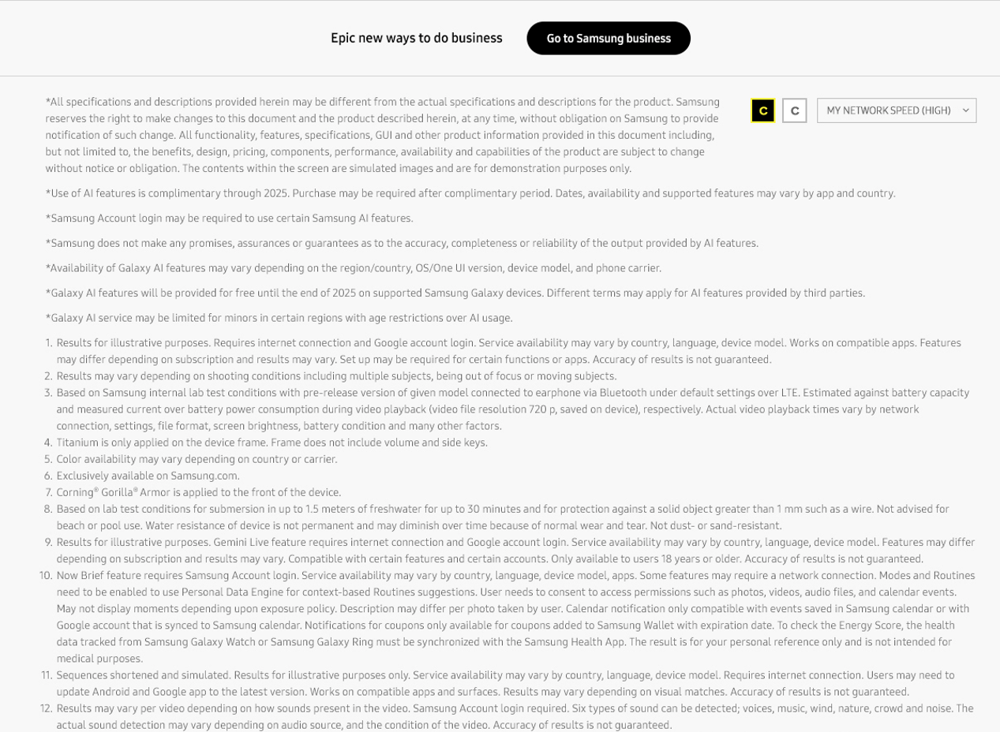 Epic new ways to do business
Go to Samsung business
*All specifications and descriptions provided herein may be different from the actual specifications and descriptions for the product. Samsung
reserves the right to make changes to this document and the product described herein, at any time, without obligation on Samsung to provide
notification of such change. All functionality, features, specifications, GUI and other product information provided in this document including,
but not limited to, the benefits, design, pricing, components, performance, availability and capabilities of the product are subject to change
without notice or obligation. The contents within the screen are simulated images and are for demonstration purposes only.
C
C
MY NETWORK SPEED (HIGH)
*Use of AI features is complimentary through 2025. Purchase may be required after complimentary period. Dates, availability and supported features may vary by app and country.
*Samsung Account login may be required to use certain Samsung AI features.
*Samsung does not make any promises, assurances or guarantees as to the accuracy, completeness or reliability of the output provided by AI features.
*Availability of Galaxy AI features may vary depending on the region/country, OS/One UI version, device model, and phone carrier.
*Galaxy AI features will be provided for free until the end of 2025 on supported Samsung Galaxy devices. Different terms may apply for AI features provided by third parties.
*Galaxy AI service may be limited for minors in certain regions with age restrictions over AI usage.
1. Results for illustrative purposes. Requires internet connection and Google account login. Service availability may vary by country, language, device model. Works on compatible apps. Features
may differ depending on subscription and results may vary. Set up may be required for certain functions or apps. Accuracy of results is not guaranteed.
2. Results may vary depending on shooting conditions including multiple subjects, being out of focus or moving subjects.
3. Based on Samsung internal lab test conditions with pre-release version of given model connected to earphone via Bluetooth under default settings over LTE. Estimated against battery capacity
and measured current over battery power consumption during video playback (video file resolution 720 p, saved on device), respectively. Actual video playback times vary by network
connection, settings, file format, screen brightness, battery condition and many other factors.
4. Titanium is only applied on the device frame. Frame does not include volume and side keys.
5. Color availability may vary depending on country or carrier.
6. Exclusively available on Samsung.com.
7. Corning® Gorilla® Armor is applied to the front of the device.
8. Based on lab test conditions for submersion in up to 1.5 meters of freshwater for up to 30 minutes and for protection against a solid object greater than 1 mm such as a wire. Not advised for
beach or pool use. Water resistance of device is not permanent and may diminish over time because of normal wear and tear. Not dust- or sand-resistant.
9. Results for illustrative purposes. Gemini Live feature requires internet connection and Google account login. Service availability may vary by country, language, device model. Features may differ
depending on subscription and results may vary. Compatible with certain features and certain accounts. Only available to users 18 years or older. Accuracy of results is not guaranteed.
10. Now Brief feature requires Samsung Account login. Service availability may vary by country, language, device model, apps. Some features may require a network connection. Modes and Routines
need to be enabled to use Personal Data Engine for context-based Routines suggestions. User needs to consent to access permissions such as photos, videos, audio files, and calendar events.
May not display moments depending upon exposure policy. Description may differ per photo taken by user. Calendar notification only compatible with events saved in Samsung calendar or with
Google account that is synced to Samsung calendar. Notifications for coupons only available for coupons added to Samsung Wallet with expiration date. To check the Energy Score, the health
data tracked from Samsung Galaxy Watch or Samsung Galaxy Ring must be synchronized with the Samsung Health App. The result is for your personal reference only and is not intended for
medical purposes.
11. Sequences shortened and simulated. Results for illustrative purposes only. Service availability may vary by country, language, device model. Requires internet connection. Users may need to
update Android and Google app to the latest version. Works on compatible apps and surfaces. Results may vary depending on visual matches. Accuracy of results is not guaranteed.
12. Results may vary per video depending on how sounds present in the video. Samsung Account login required. Six types of sound can be detected; voices, music, wind, nature, crowd and noise. The
actual sound detection may vary depending on audio source, and the condition of the video. Accuracy of results is not guaranteed.